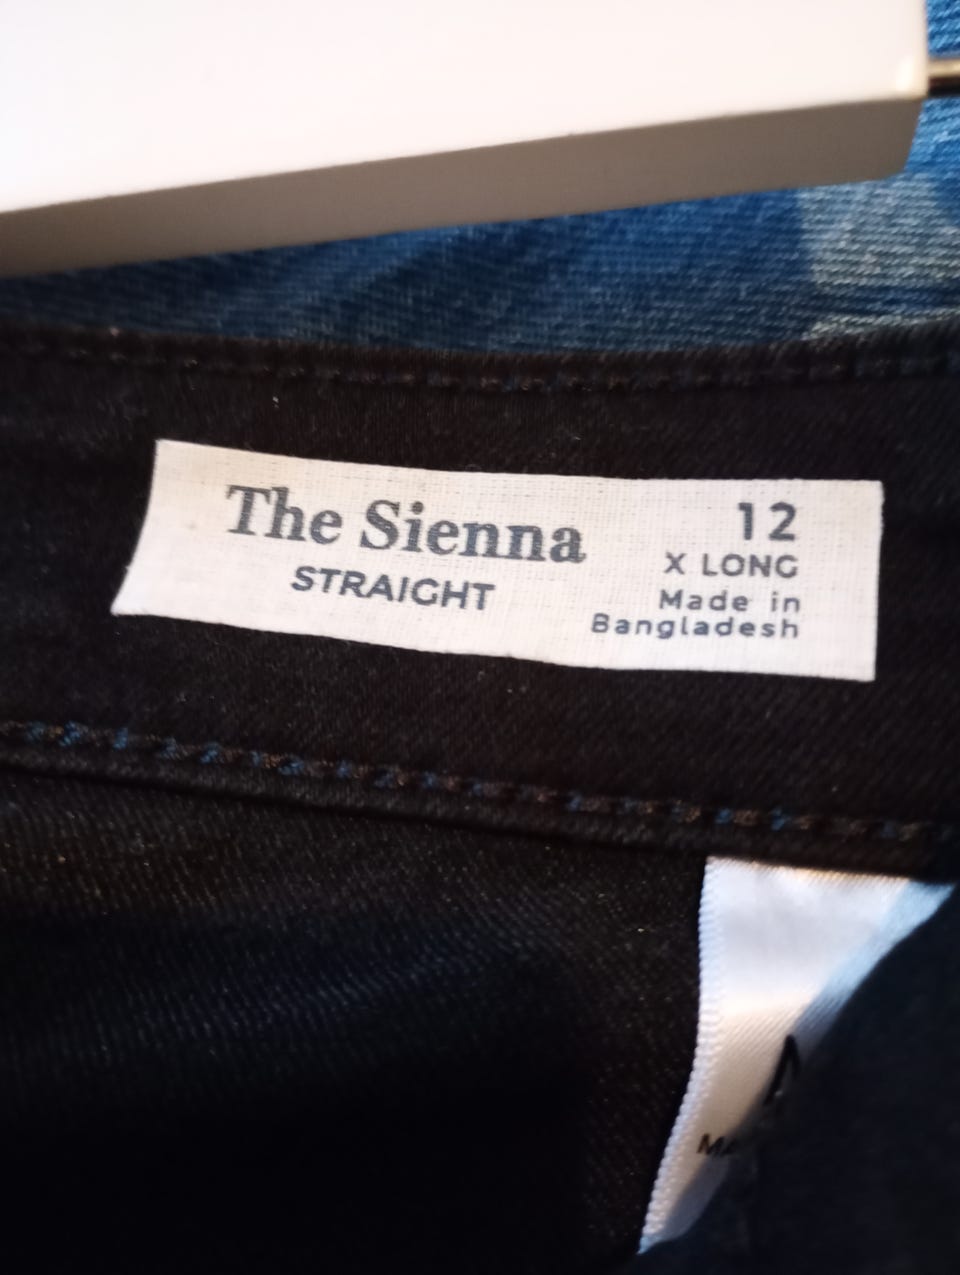 The Sienna
STRAIGHT
12
X LONG
Made in
Bangladesh